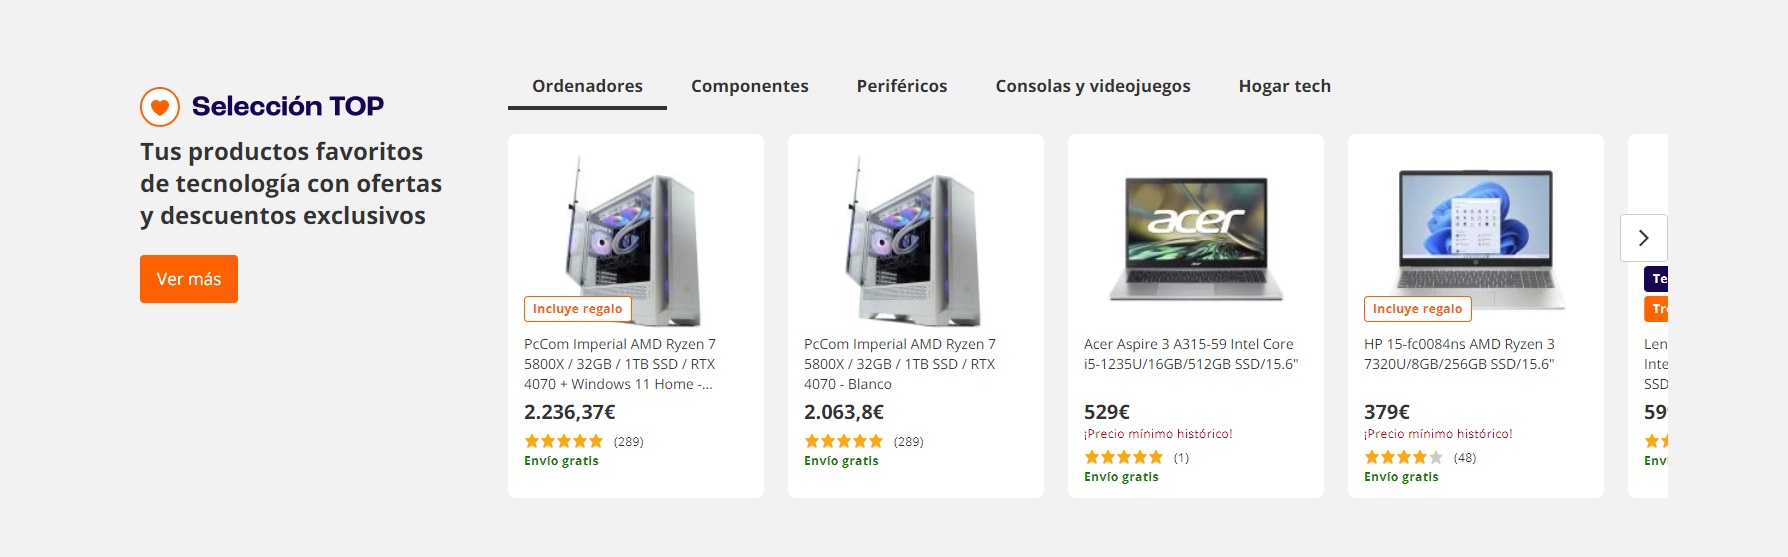 Selección TOP
Tus productos favoritos
de tecnología con ofertas
y descuentos exclusivos
Ver más
Ordenadores
Componentes
Periféricos
Consolas y videojuegos
Hogar tech
Incluye regalo
PcCom Imperial AMD Ryzen 7
5800X / 32GB / 1TB SSD / RTX
4070 + Windows 11 Home -...
2.236,37€
(289)
Envío gratis
PcCom Imperial AMD Ryzen 7
5800X / 32GB / 1TB SSD / RTX
4070 - Blanco
2.063,8€
(289)
Envío gratis
acer
Acer Aspire 3 A315-59 Intel Core
i5-1235U/16GB/512GB SSD/15.6"
529€
¡Precio mínimo histórico!
(1)
Envío gratis
Incluye regalo
HP 15-fc0084ns AMD Ryzen 3
7320U/8GB/256GB SSD/15.6"
379€
¡Precio mínimo histórico!
(48)
Envío gratis
Len
Inte
SSD
59
Env